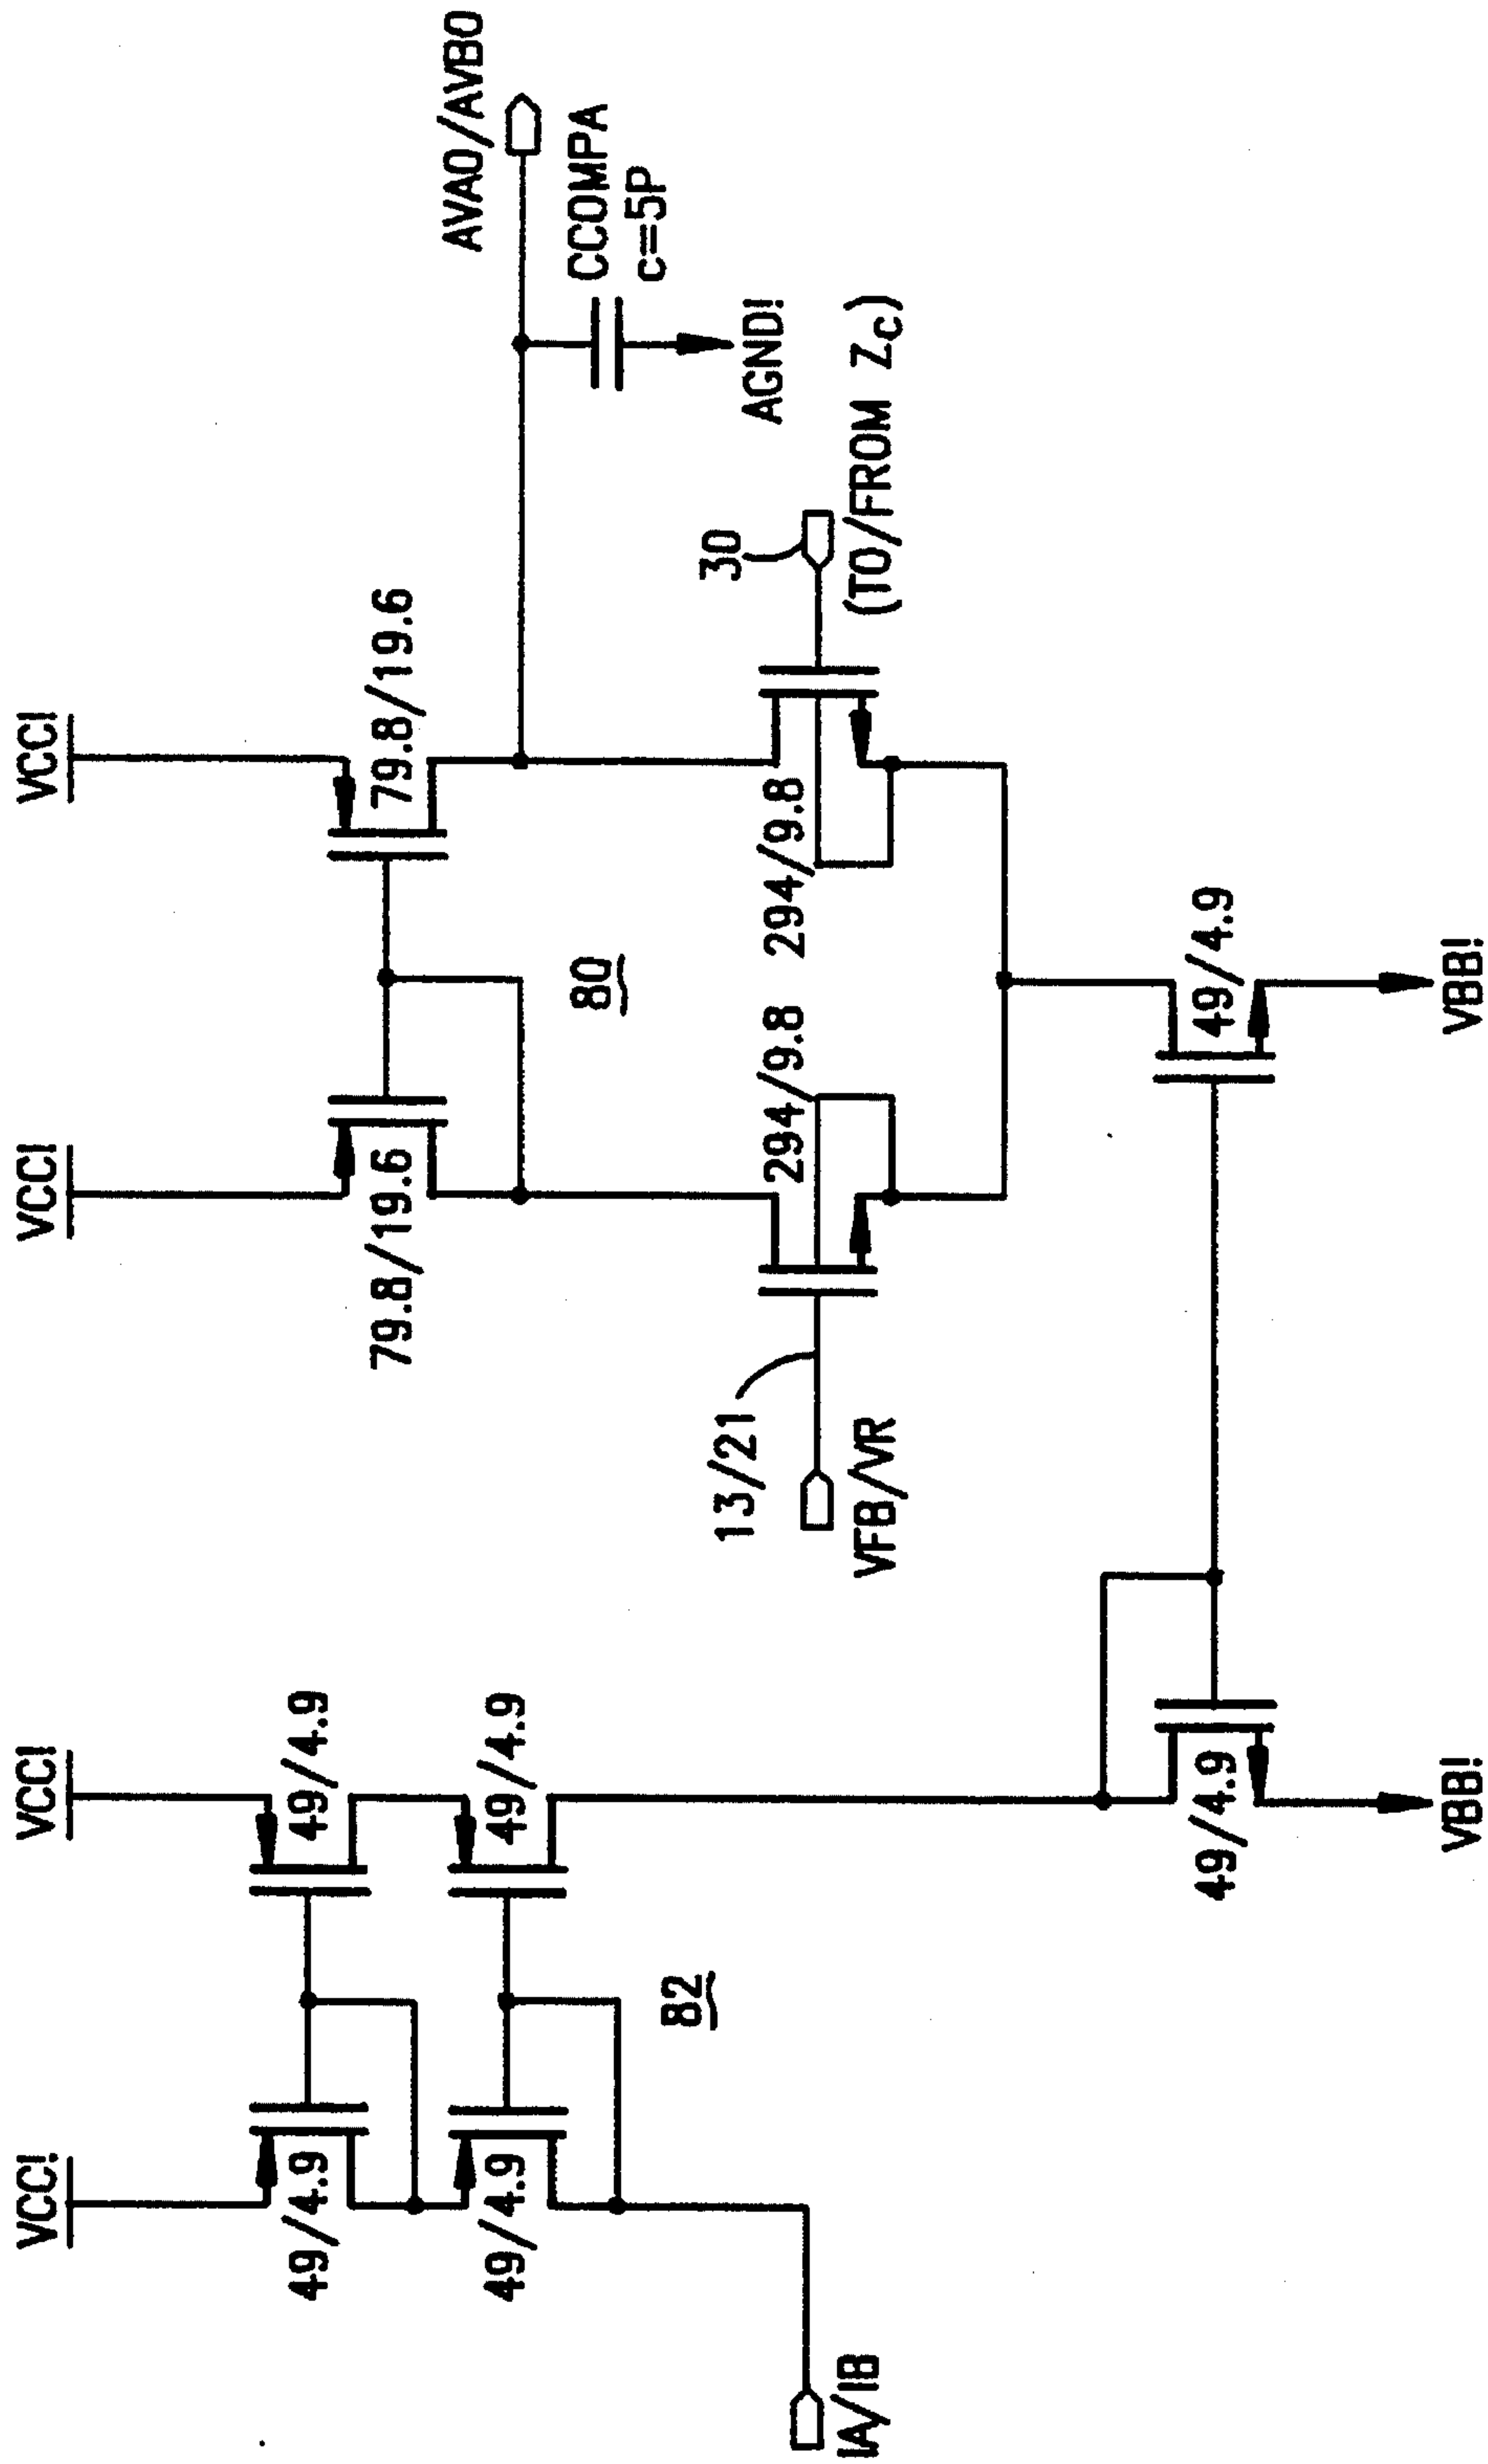 VCC!
VCC!
VCC!
VCC!
49/4.9
49/4.9
79.8/19.6
79.8/19.6
AVAO/AVBO
49/4.9
49/4.9
CCOMPA
c=5P
80
82
AGND!
13/21
294/9.8
294/9.8
30
IA/IB
VFB/VR
(TO/FROM Zc)
49/4.9
49/4.9
VBB!
VBB!